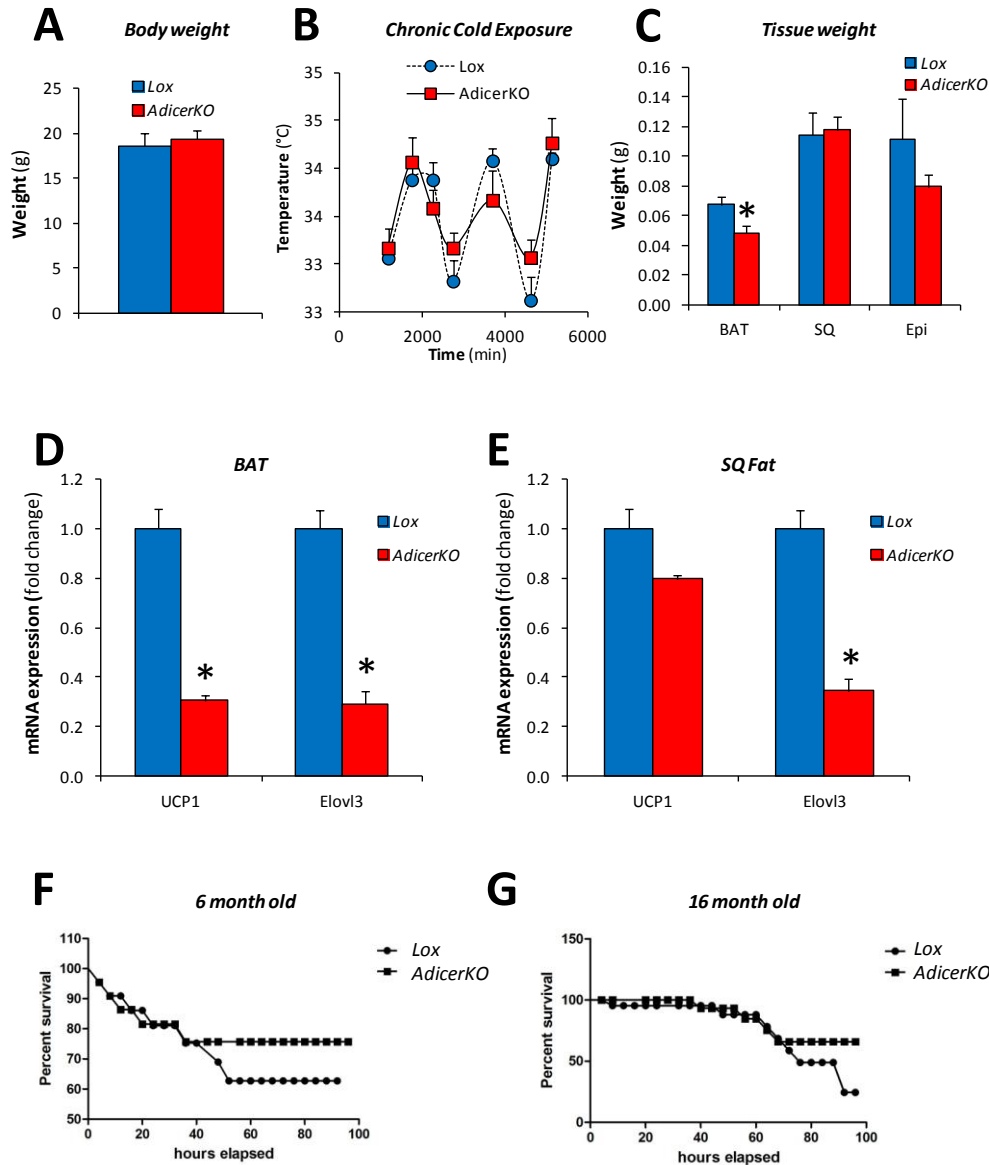 A
Body weight
Weight (g)
25
20
15
10
5
0
Lox
AdicerKO
B
Chronic Cold Exposure
Temperature (°C)
35
35
34
34
33
33
Lox
AdicerKO
0 2000 4000 6000
Time (min)
C
Tissue weight
Weight (g)
0.16
0.14
0.12
0.10
0.08
0.06
0.04
0.02
0.00
Lox
AdicerKO
*
BAT SQ Epi
D
BAT
mRNA expression (fold change)
1.2
1.0
0.8
0.6
0.4
0.2
0.0
Lox
AdicerKO
* *
UCP1 Elovl3
E
SQ Fat
mRNA expression (fold change)
1.2
1.0
0.8
0.6
0.4
0.2
0.0
Lox
AdicerKO
*
UCP1 Elovl3
F
6 month old
Percent survival
110
100
90
80
70
60
50
Lox
AdicerKO
0 20 40 60 80 100
hours elapsed
G
16 month old
Percent survival
150
100
50
0
Lox
AdicerKO
0 20 40 60 80 100
hours elapsed